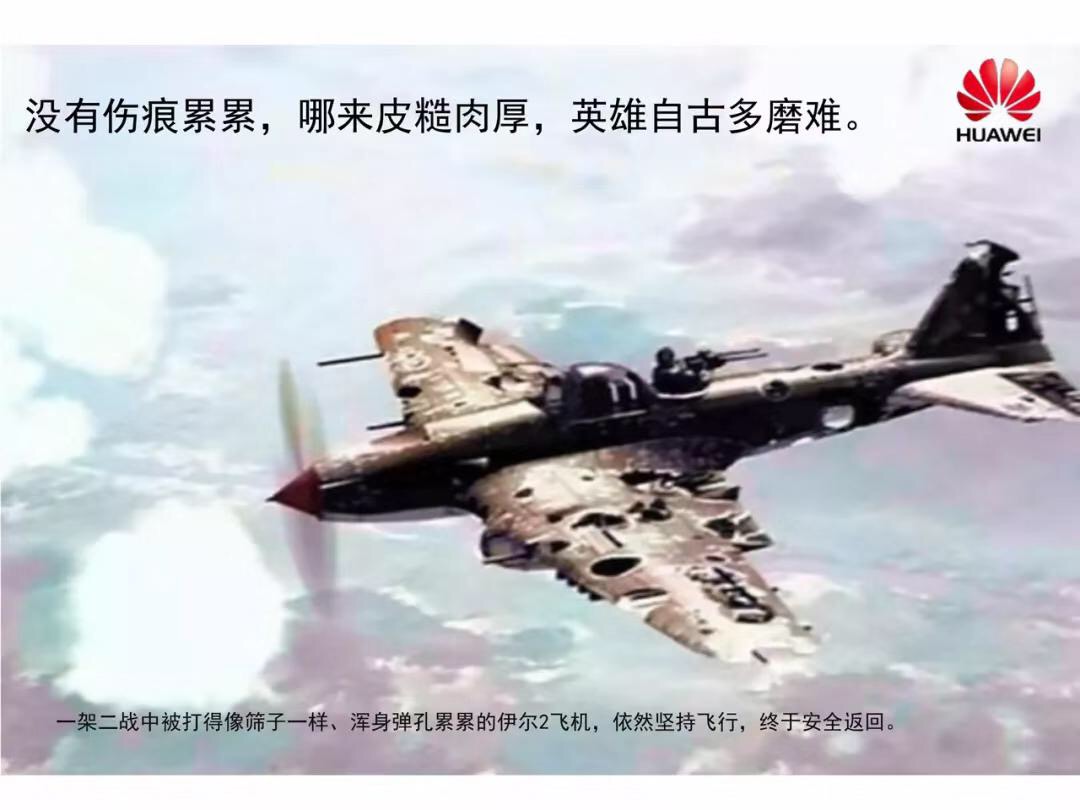 没有伤痕累累，哪来皮糙肉厚，英雄自古多磨难。
HUAWEI
一架二战中被打得像筛子一样、浑身弹孔累累的伊尔2飞机，依然坚持飞行，终于安全返回。